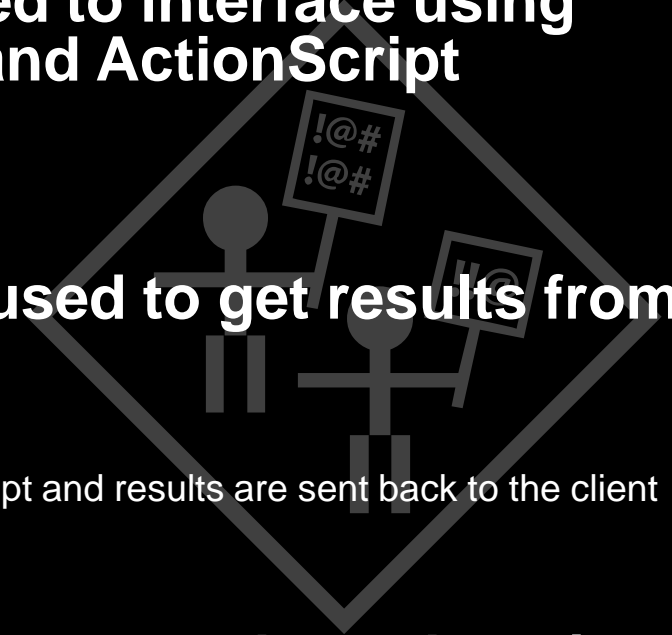 ed to interface using
and ActionScript
!@#
!@#
!!@
used to get results from
pt and results are sent back to the client